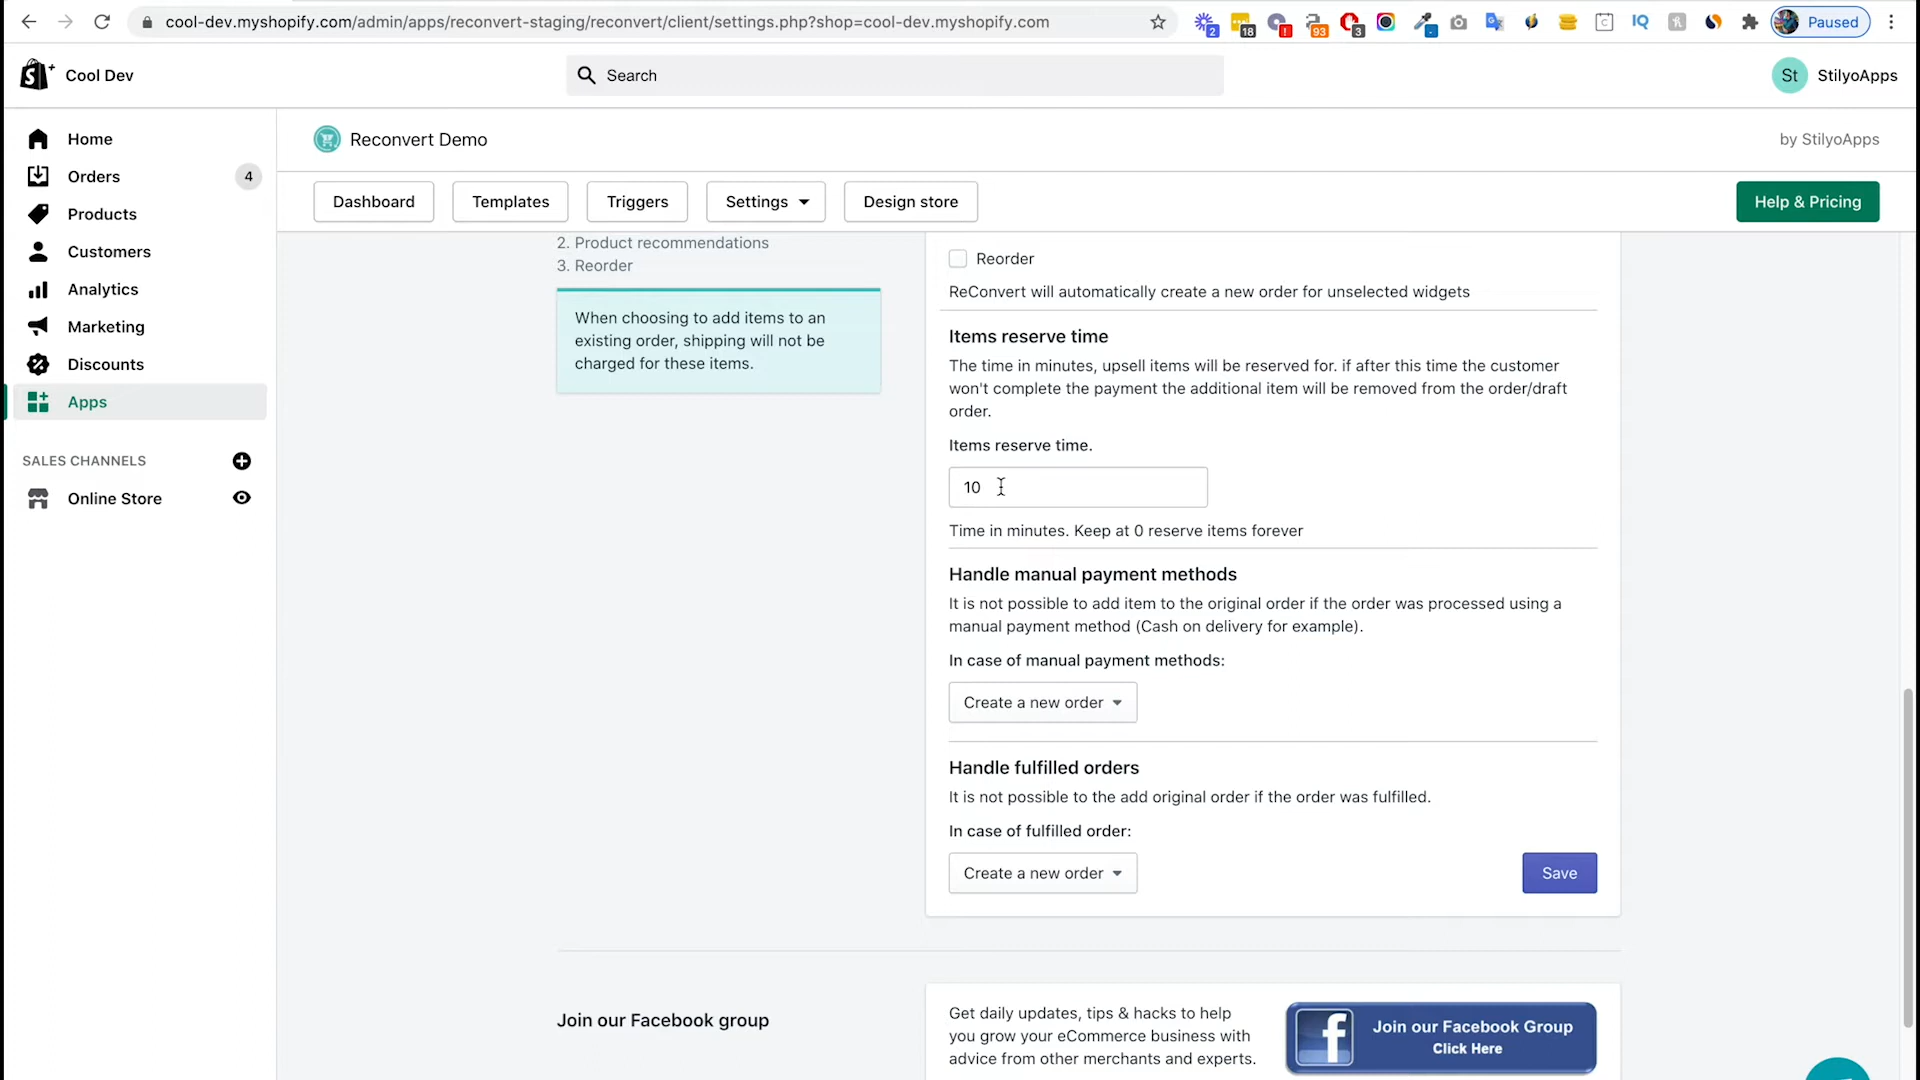 cool-dev.myshopify.com/admin/apps/reconvert-staging/reconvert/client/settings.php?shop=cool-dev.myshopify.com
2
18
!
93
3
IQ
Paused
Cool Dev
Search
St
StilyoApps
Home
Orders
4
Products
Customers
Analytics
Marketing
Discounts
Apps
SALES CHANNELS
Online Store
Reconvert Demo
by StilyoApps
Dashboard
Templates
Triggers
Settings
Design store
Help & Pricing
2. Product recommendations
3. Reorder
When choosing to add items to an
existing order, shipping will not be
charged for these items.
Reorder
ReConvert will automatically create a new order for unselected widgets
Items reserve time
The time in minutes, upsell items will be reserved for. if after this time the customer
won't complete the payment the additional item will be removed from the order/draft
order.
Items reserve time.
10
Time in minutes. Keep at 0 reserve items forever
Handle manual payment methods
It is not possible to add item to the original order if the order was processed using a
manual payment method (Cash on delivery for example).
In case of manual payment methods:
Create a new order
Handle fulfilled orders
It is not possible to the add original order if the order was fulfilled.
In case of fulfilled order:
Create a new order
Save
Join our Facebook group
Get daily updates, tips & hacks to help
you grow your eCommerce business with
advice from other merchants and experts.
Join our Facebook Group
Click Here